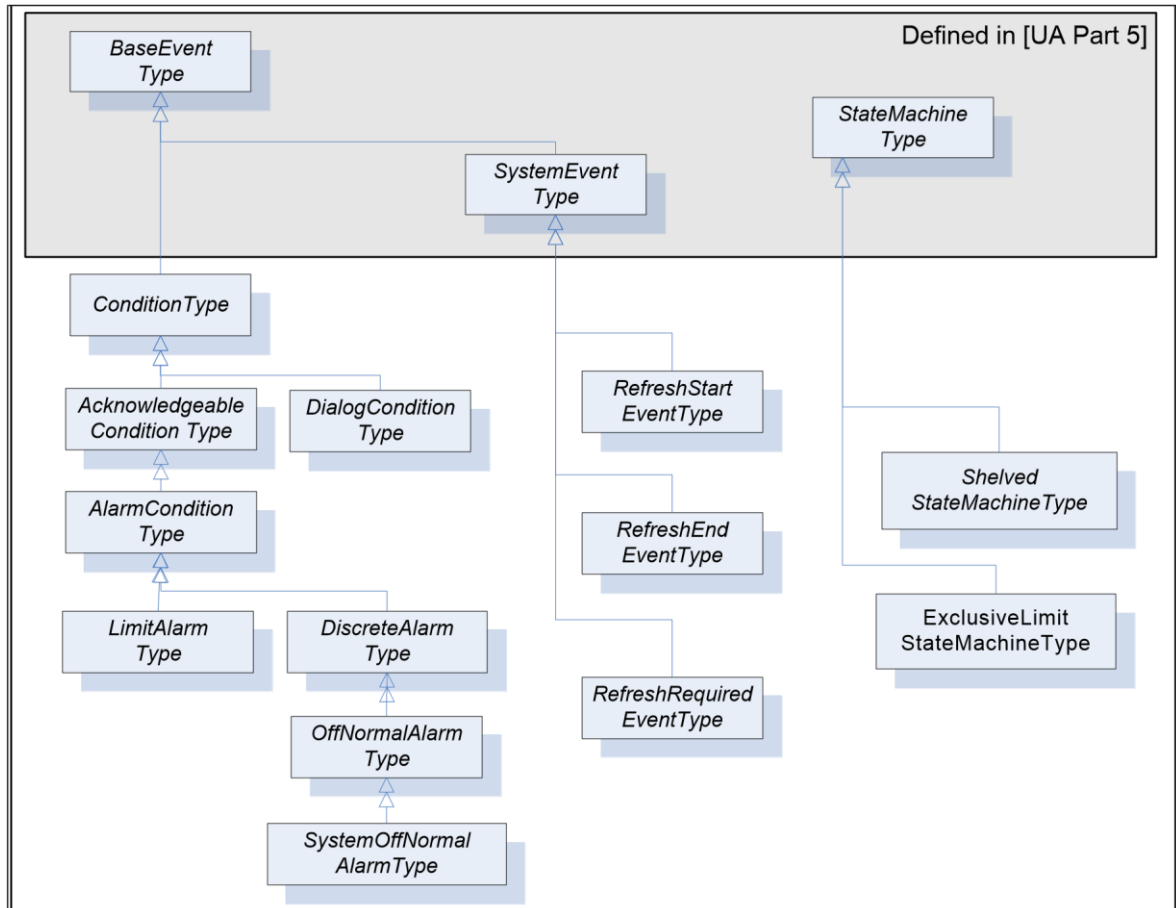 Defined in [UA Part 5]
BaseEvent
Type
StateMachine
Type
SystemEvent
Type
ConditionType
Acknowledgeable
Condition Type
DialogCondition
Type
RefreshStart
EventType
Shelved
StateMachineType
AlarmCondition
Type
RefreshEnd
EventType
ExclusiveLimit
StateMachineType
LimitAlarm
Type
DiscreteAlarm
Type
RefreshRequired
EventType
OffNormalAlarm
Type
SystemOffNormal
AlarmType